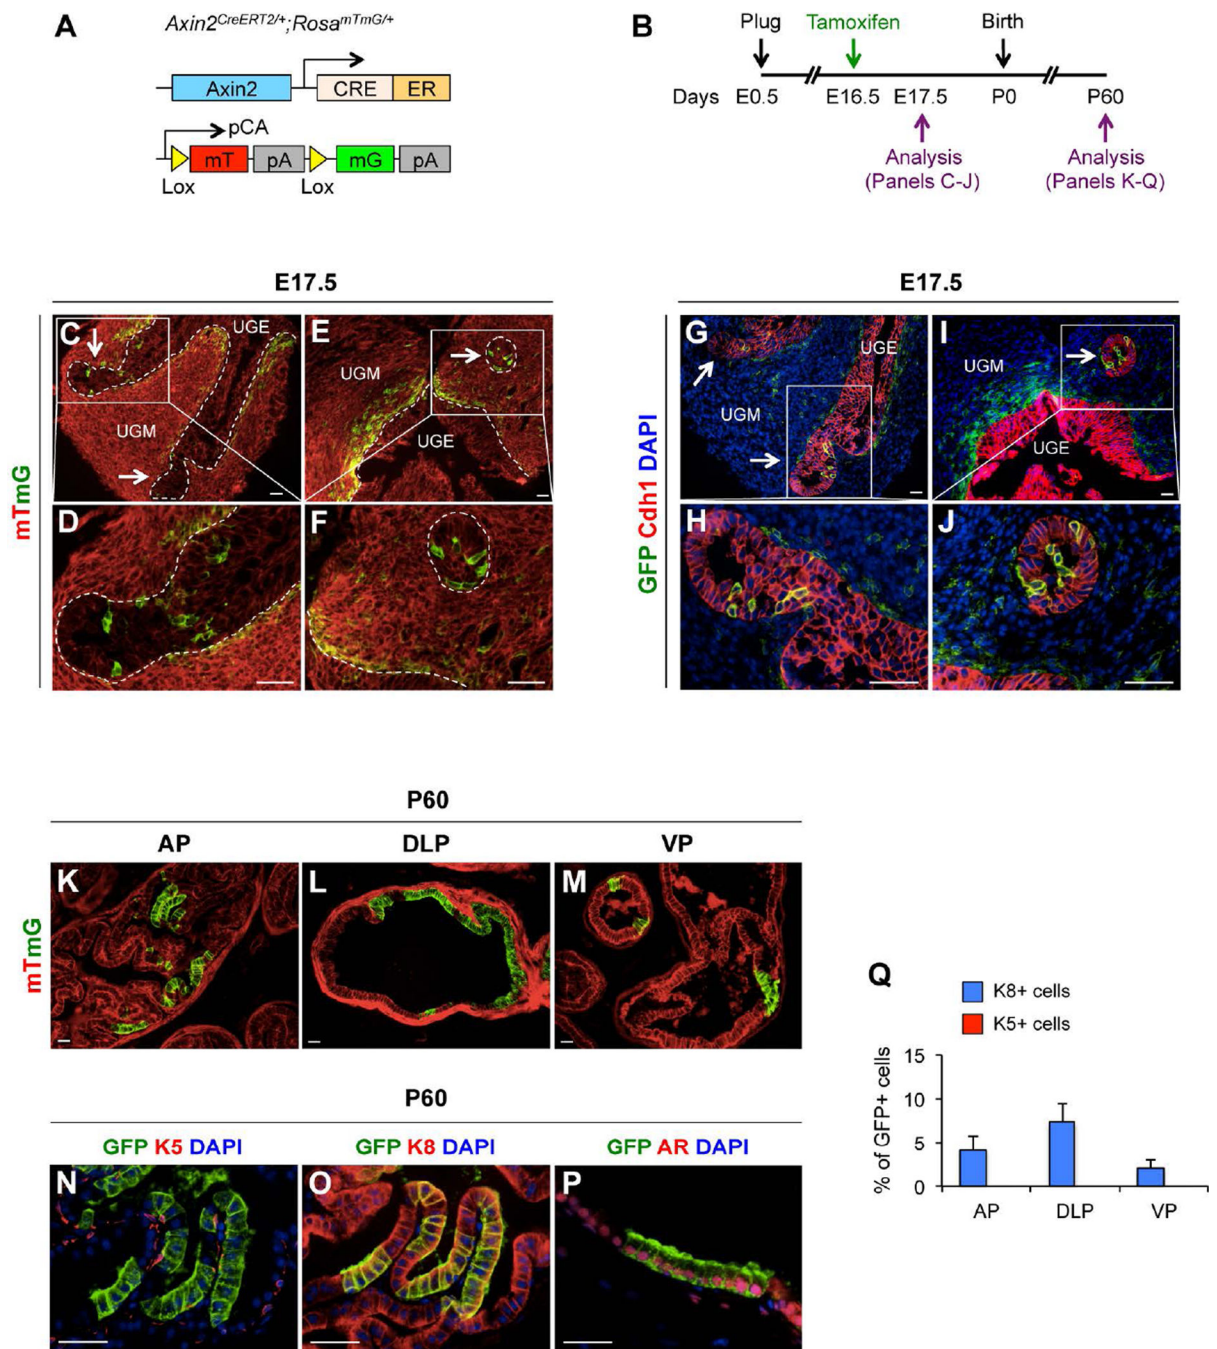 A
Axin2CreERT2/+;RosamTmG/+
Axin2 CRE ER
pCA
mT pA mG pA
Lox Lox
B
Plug Tamoxifen Birth
Days E0.5 E16.5 E17.5 P0 P60
Analysis Analysis
(Panels C-J) (Panels K-Q)
E17.5
mTmG
C UGE
UGM
E
UGM
UGE
D
F
E17.5
GFP Cdh1 DAPI
G
UGE
UGM
I
UGM
UGE
H
J
P60
AP DLP VP
mTmG
K L M
P60
GFP K5 DAPI GFP K8 DAPI GFP AR DAPI
N O P
Q
K8+ cells
K5+ cells
% of GFP+ cells
15
10
5
0
AP DLP VP